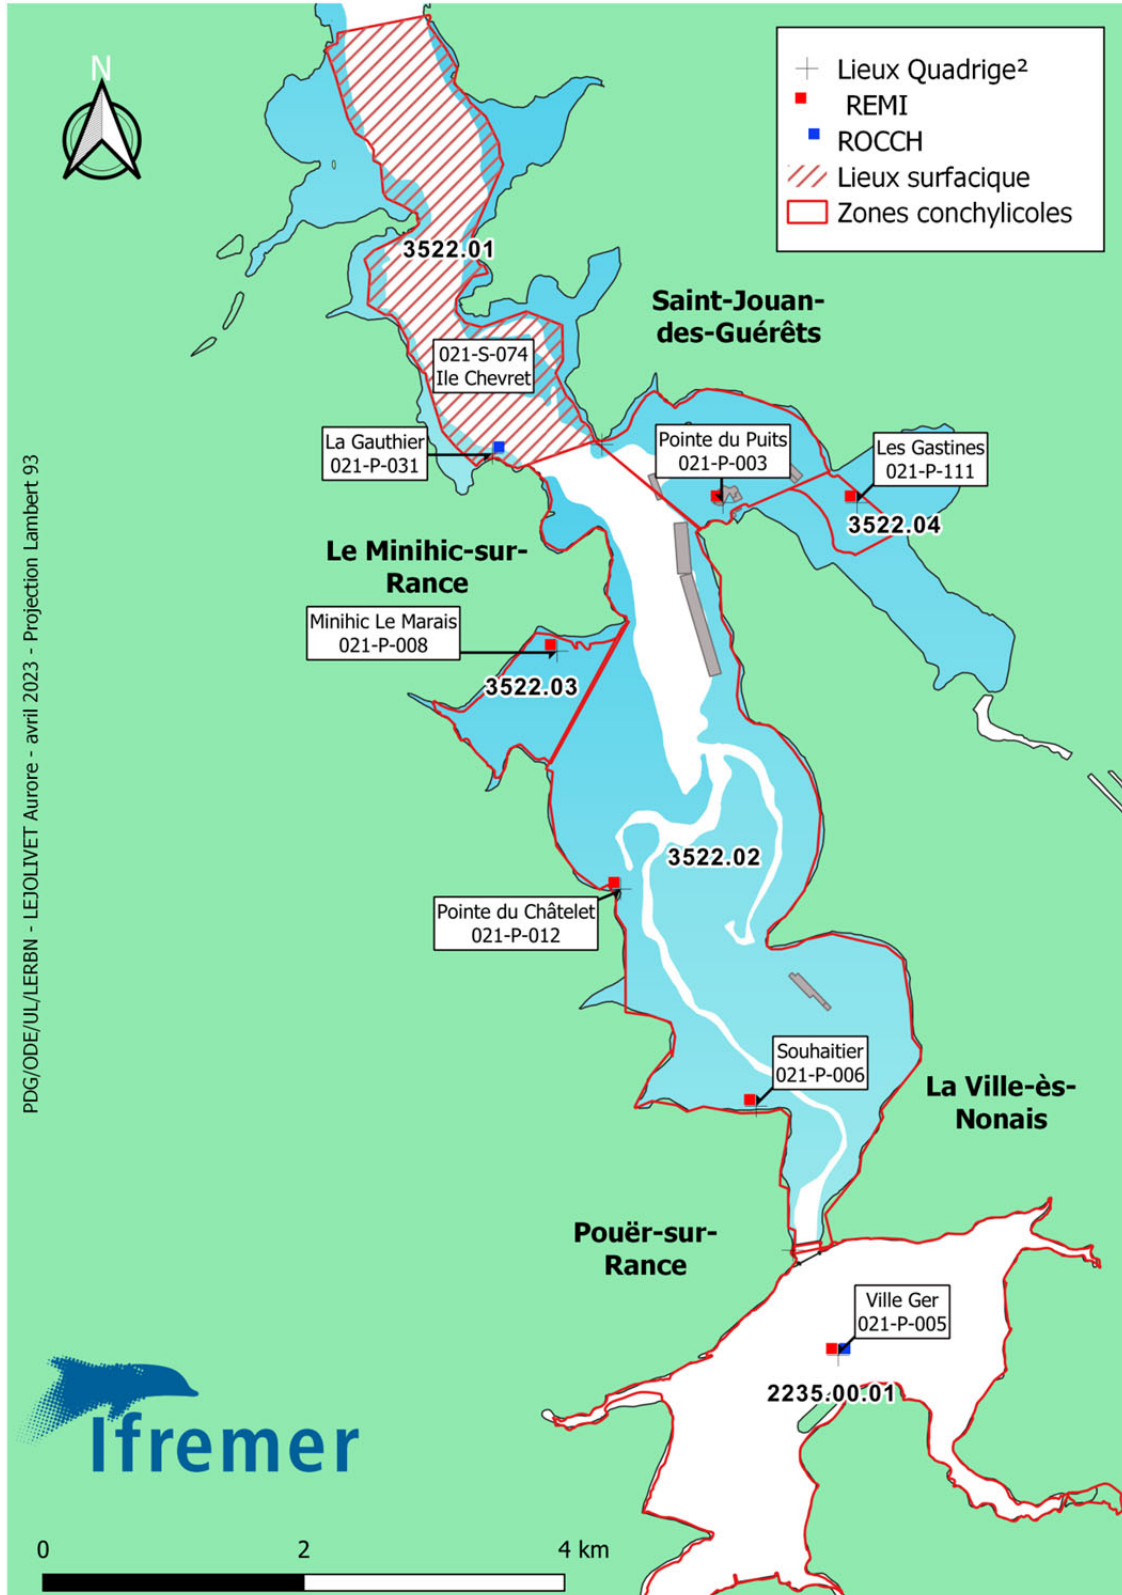 N
Lieux Quadrige²
REMI
ROCCH
Lieux surfacique
Zones conchylicoles
3522.01
Saint-Jouan-
des-Guérêts
021-S-074
Ile Chevret
La Gauthier
021-P-031
Pointe du Puits
021-P-003
Les Gastines
021-P-111
3522.04
Le Minihic-sur-
Rance
Minihic Le Marais
021-P-008
3522.03
3522.02
Pointe du Châtelet
021-P-012
Souhaitier
021-P-006
La Ville-ès-
Nonais
Pouër-sur-
Rance
Ville Ger
021-P-005
2235.00.01
PDG/ODE/UL/LERBN - LEJOLIVET Aurore - avril 2023 - Projection Lambert 93
Ifremer
0 2 4 km